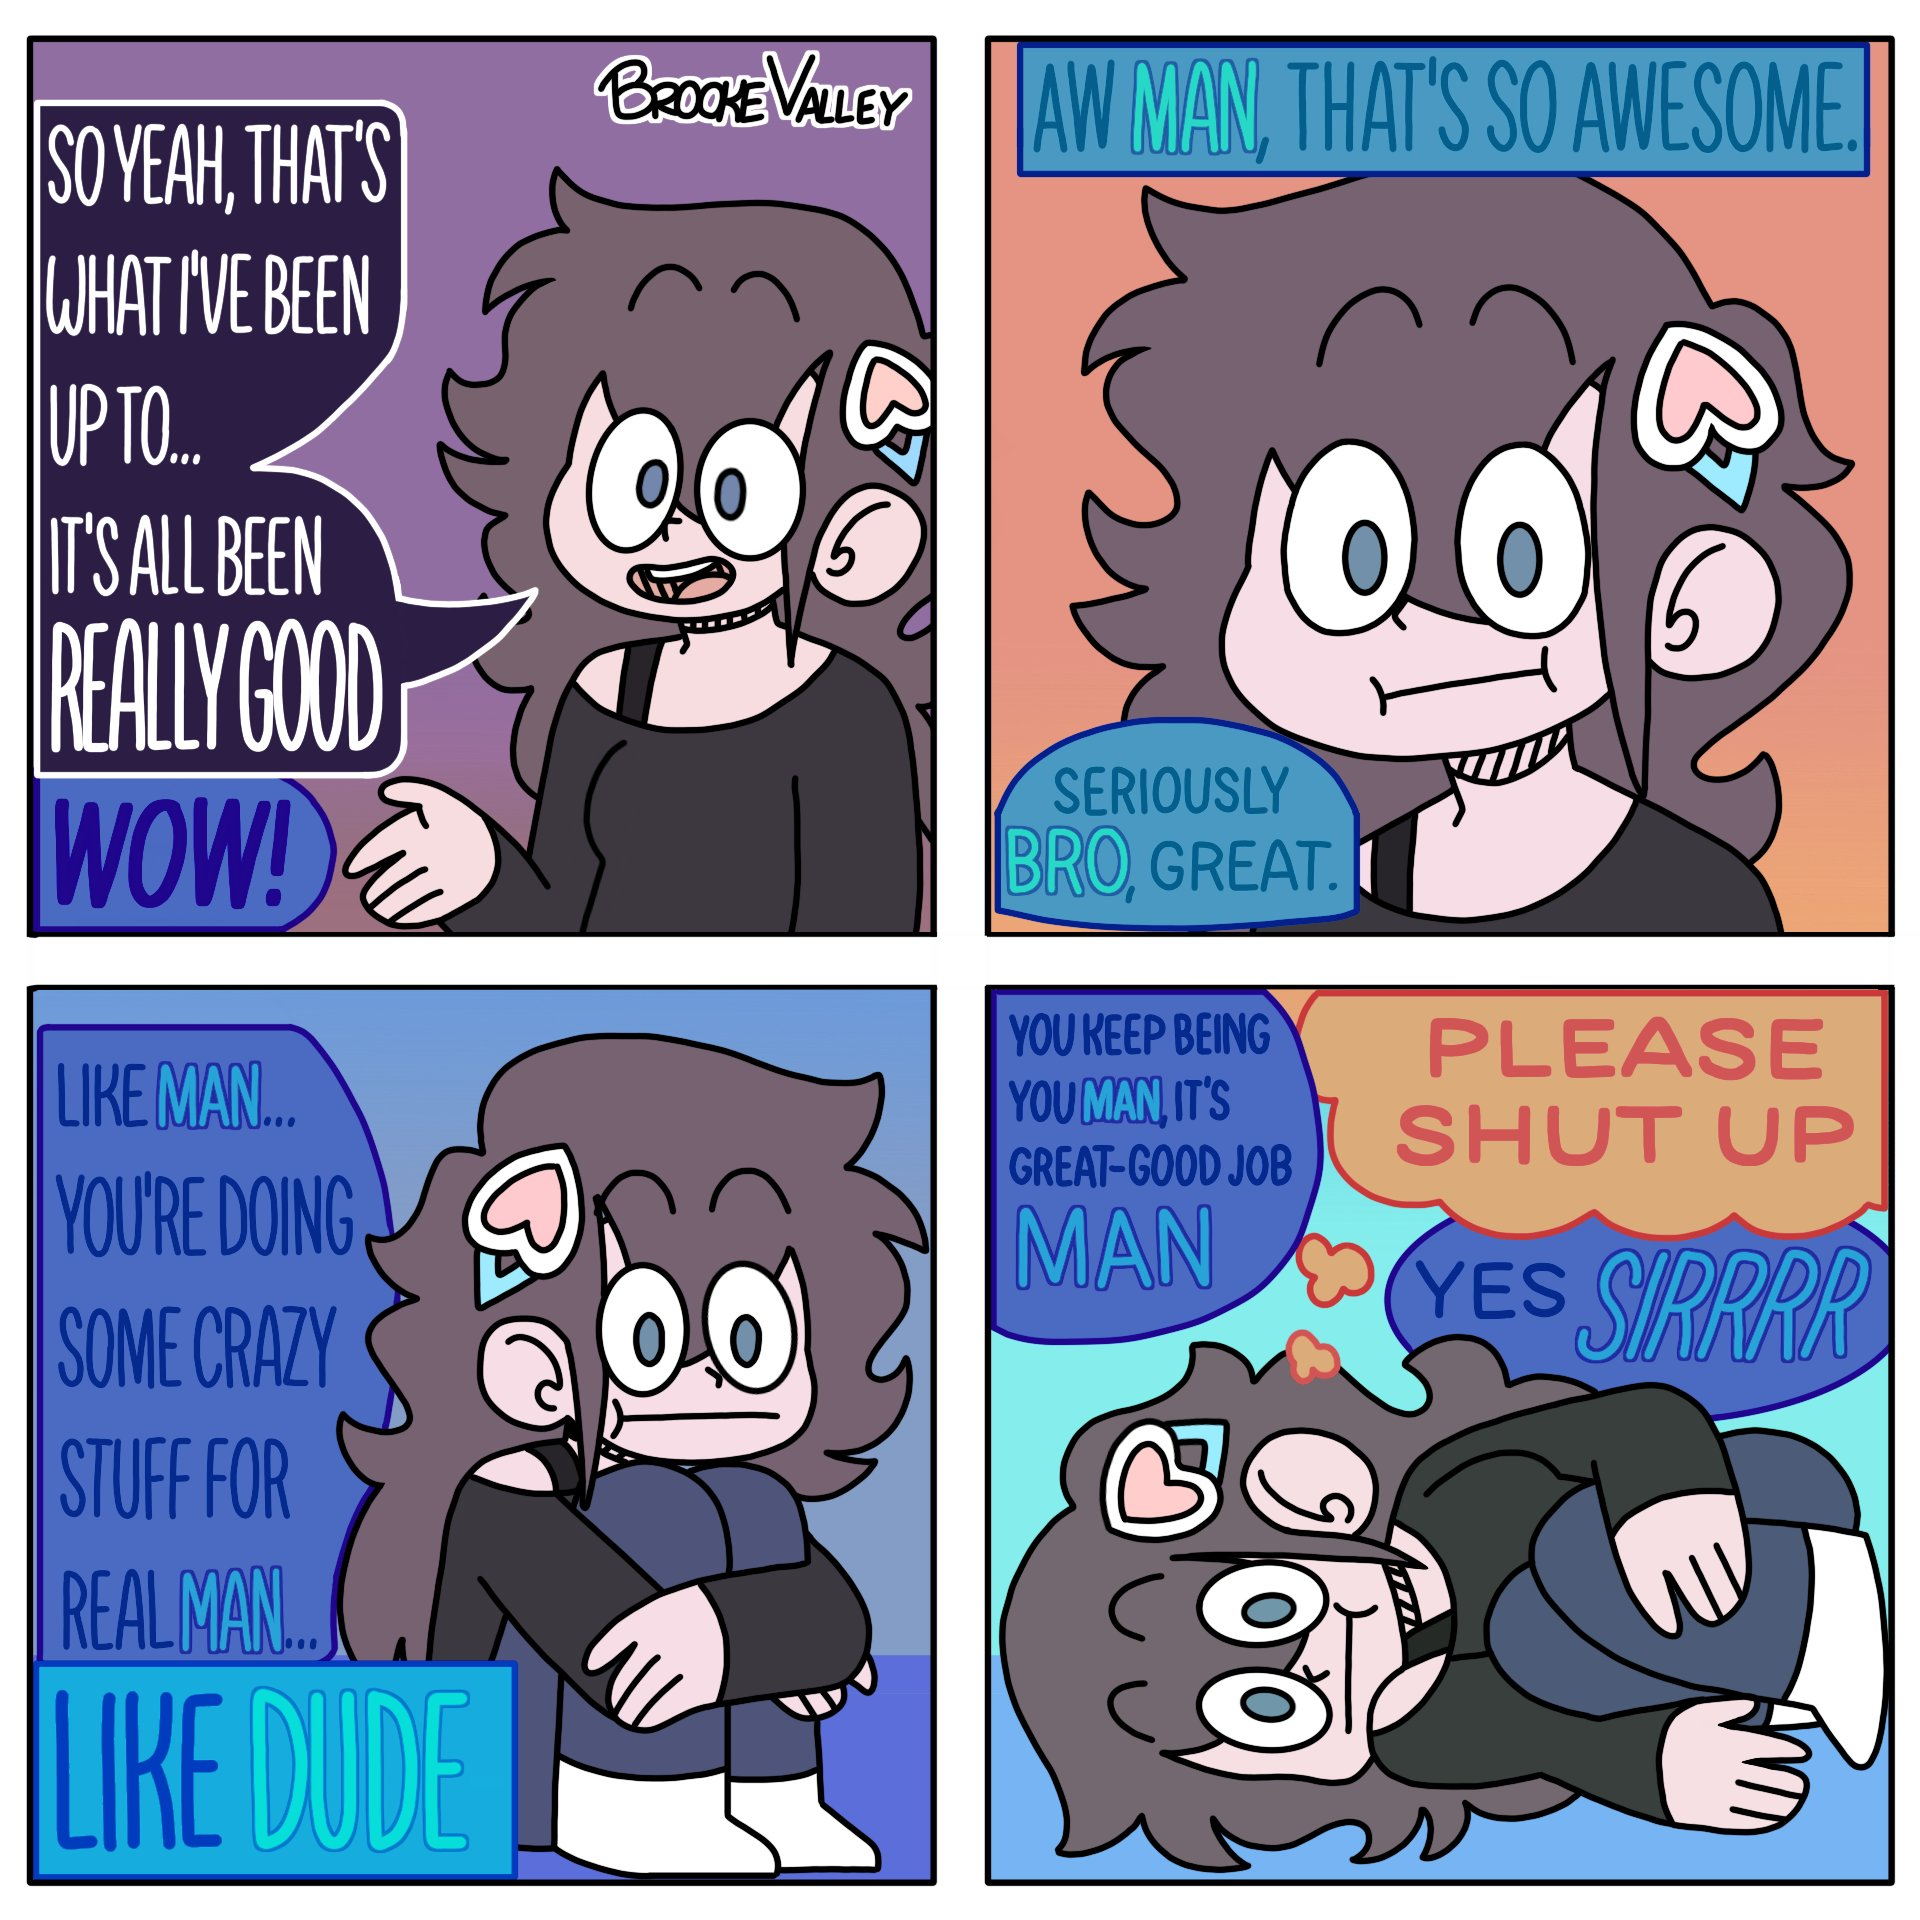 BROOKE VALLEY
SO YEAH, THAT'S
WHAT I'VE BEEN
UP TO...
IT'S ALL BEEN
REALLY GOOD
WOW!
AW MAN, THAT'S SO AWESOME.
SERIOUSLY
BRO, GREAT.
LIKE MAN...
YOU'RE DOING
SOME CRAZY
STUFF FOR
REAL MAN...
LIKE DUDE
YOU KEEP BEING
YOU MAN, IT'S
GREAT-GOOD JOB
MAN
PLEASE
SHUT UP
YES SIRRRR